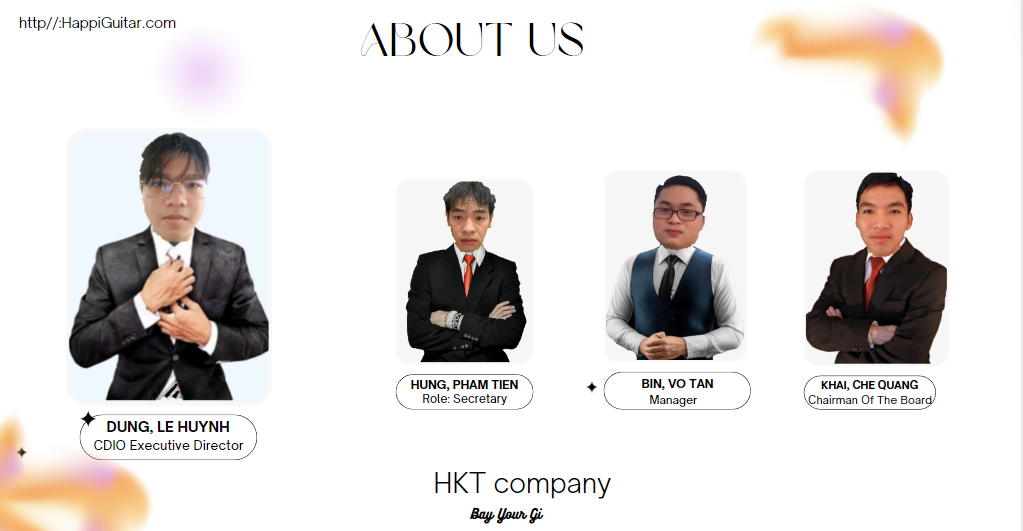 http//:HappiGuitar.com
ABOUT US
DUNG, LE HUYNH
CDIO Executive Director
HUNG, PHAM TIEN
Role: Secretary
BIN, VO TAN
Manager
KHAI, CHE QUANG
Chairman Of The Board
HKT company
Bay Your Gi